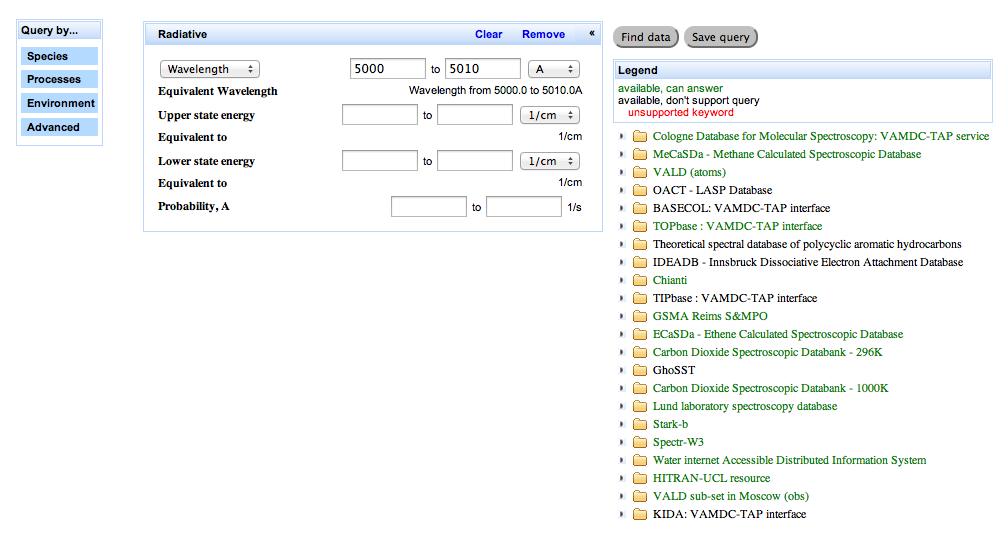 Query by...
Species
Processes
Environment
Advanced
Radiative Clear Remove «
Wavelength 5000 to 5010 A
Equivalent Wavelength Wavelength from 5000.0 to 5010.0A
Upper state energy to 1/cm
Equivalent to 1/cm
Lower state energy to 1/cm
Equivalent to 1/cm
Probability, A to 1/s
Find data Save query
Legend
available, can answer
available, don't support query
unsupported keyword
Cologne Database for Molecular Spectroscopy: VAMDC-TAP service
MeCaSDa - Methane Calculated Spectroscopic Database
VALD (atoms)
OACT - LASP Database
BASECOL: VAMDC-TAP interface
TOPbase : VAMDC-TAP interface
Theoretical spectral database of polycyclic aromatic hydrocarbons
IDEADB - Innsbruck Dissociative Electron Attachment Database
Chianti
TIPbase : VAMDC-TAP interface
GSMA Reims S&MPO
ECaSDa - Ethene Calculated Spectroscopic Database
Carbon Dioxide Spectroscopic Databank - 296K
GhoSST
Carbon Dioxide Spectroscopic Databank - 1000K
Lund laboratory spectroscopy database
Stark-b
Spectr-W3
Water internet Accessible Distributed Information System
HITRAN-UCL resource
VALD sub-set in Moscow (obs)
KIDA: VAMDC-TAP interface